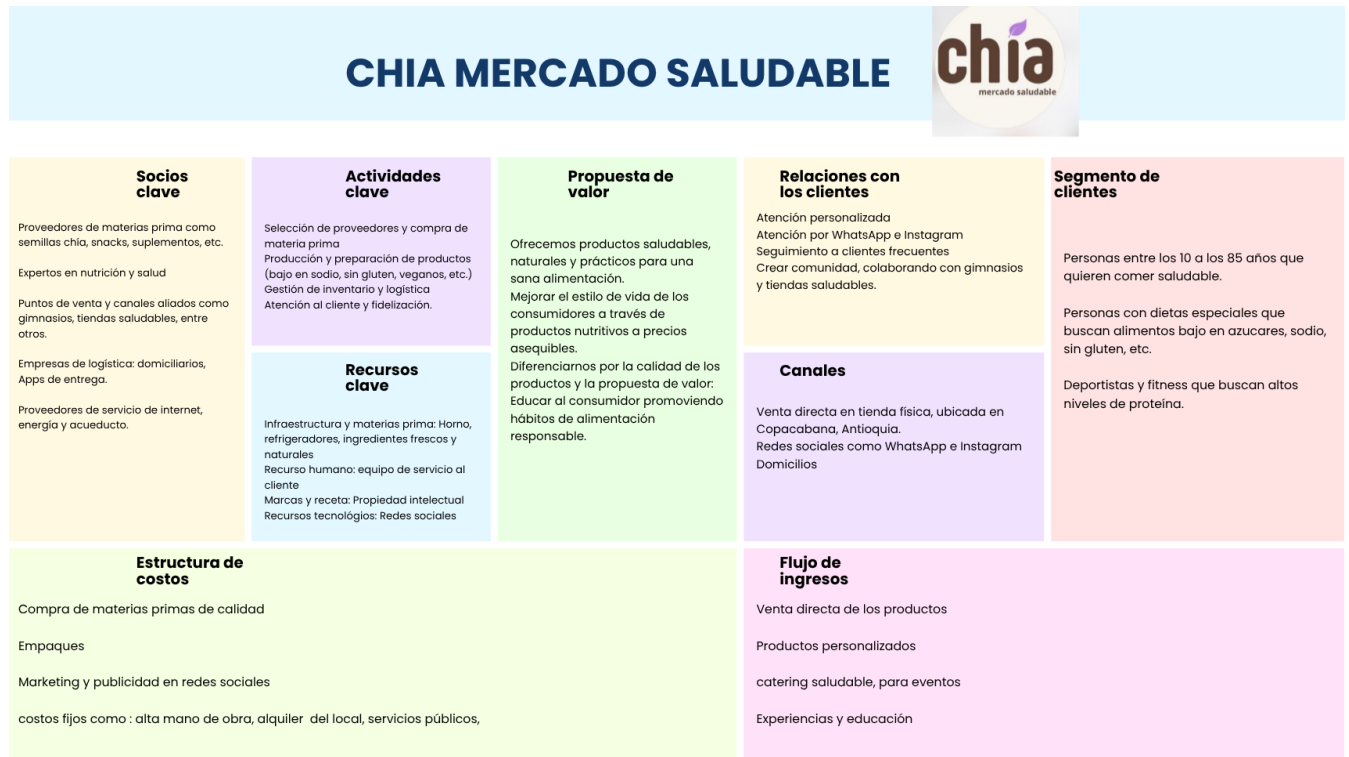 CHIA MERCADO SALUDABLE
chía
mercado saludable
Socios
clave
Proveedores de materias prima como
semillas chía, snacks, suplementos, etc.
Expertos en nutrición y salud
Puntos de venta y canales aliados como
gimnasios, tiendas saludables, entre
otros.
Empresas de logística: domiciliarios,
Apps de entrega.
Proveedores de servicio de internet,
energía y acueducto.
Actividades
clave
Selección de proveedores y compra de
materia prima
Producción y preparación de productos
(bajo en sodio, sin gluten, veganos, etc.)
Gestión de inventario y logística
Atención al cliente y fidelización.
Recursos
clave
Infraestructura y materias prima: Horno,
refrigeradores, ingredientes frescos y
naturales
Recurso humano: equipo de servicio al
cliente
Marcas y receta: Propiedad intelectual
Recursos tecnológios: Redes sociales
Propuesta de
valor
Ofrecemos productos saludables,
naturales y prácticos para una
sana alimentación.
Mejorar el estilo de vida de los
consumidores a través de
productos nutritivos a precios
asequibles.
Diferenciarnos por la calidad de los
productos y la propuesta de valor:
Educar al consumidor promoviendo
hábitos de alimentación
responsable.
Relaciones con
los clientes
Atención personalizada
Atención por WhatsApp e Instagram
Seguimiento a clientes frecuentes
Crear comunidad, colaborando con gimnasios
y tiendas saludables.
Canales
Venta directa en tienda física, ubicada en
Copacabana, Antioquia.
Redes sociales como WhatsApp e Instagram
Domicilios
Segmento de
clientes
Personas entre los 10 a los 85 años que
quieren comer saludable.
Personas con dietas especiales que
buscan alimentos bajo en azucares, sodio,
sin gluten, etc.
Deportistas y fitness que buscan altos
niveles de proteína.
Estructura de
costos
Compra de materias primas de calidad
Empaques
Marketing y publicidad en redes sociales
costos fijos como : alta mano de obra, alquiler  del local, servicios públicos,
Flujo de
ingresos
Venta directa de los productos
Productos personalizados
catering saludable, para eventos
Experiencias y educación